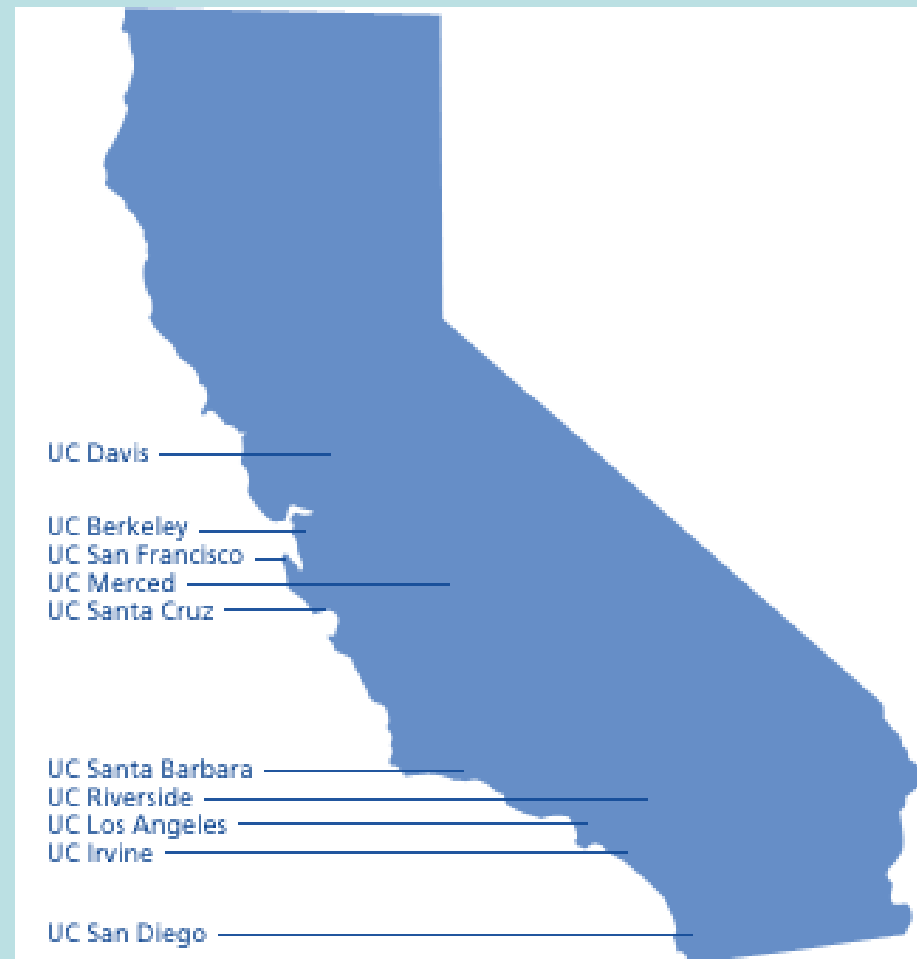 UC Davis
UC Berkeley
UC San Francisco
UC Merced
UC Santa Cruz
UC Santa Barbara
UC Riverside
UC Los Angeles
UC Irvine
UC San Diego